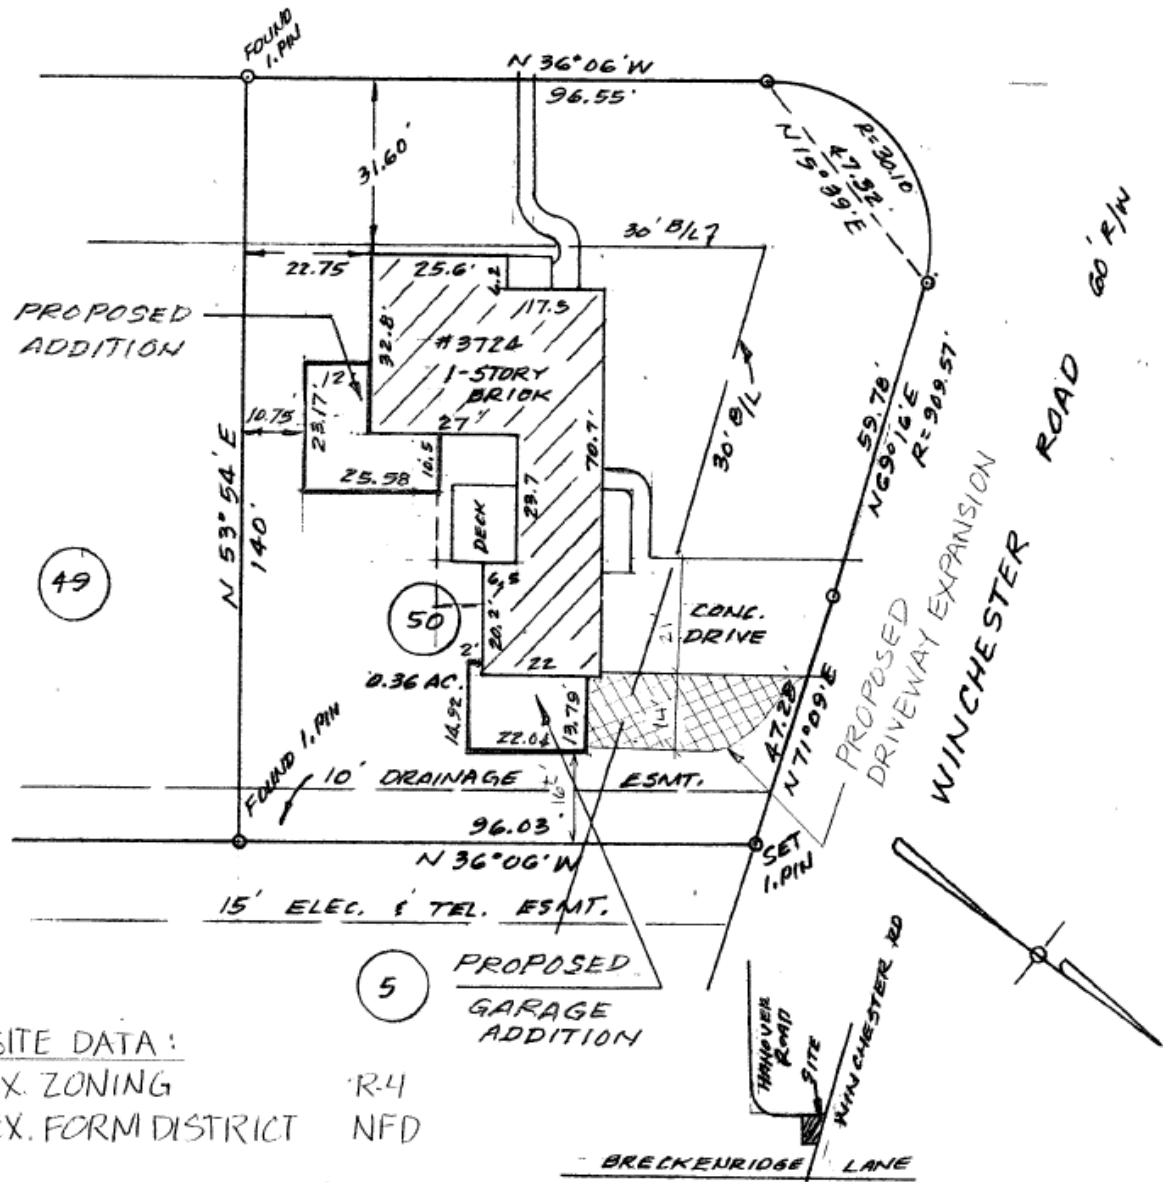 FOUND
I.PIN
N 36°06'W
96.55'
R=30.10
47.32'
N 15°39'E
31.60'
30' B/L
60' R/W
22.75
25.6'
6.2
17.5
PROPOSED
ADDITION
32.8
#3724
1-STORY
BRICK
12
27'
10.75'
23.17'
25.58
10.5
70.7'
30' B/L
59.78'
N69°16'E
R=909.57'
WINCHESTER ROAD
N 53°54' E
140'
23.7
DECK
49
50
6.5
20.2'
CONC.
DRIVE
21'
2'
22
0.36 AC.
14.92
22.04
13.79
14'
47.28'
N 71°09'E
PROPOSED
DRIVEWAY EXPANSION
FOUND I.PIN
10' DRAINAGE ESMT.
16'
96.03'
N 36°06' W
SET
I.PIN
15' ELEC. & TEL. ESMT.
5
PROPOSED
GARAGE
ADDITION
HANOVER
ROAD
SITE
WINCHESTER RD
BRECKENRIDGE LANE
SITE DATA:
X. ZONING R-4
EX. FORM DISTRICT NFD